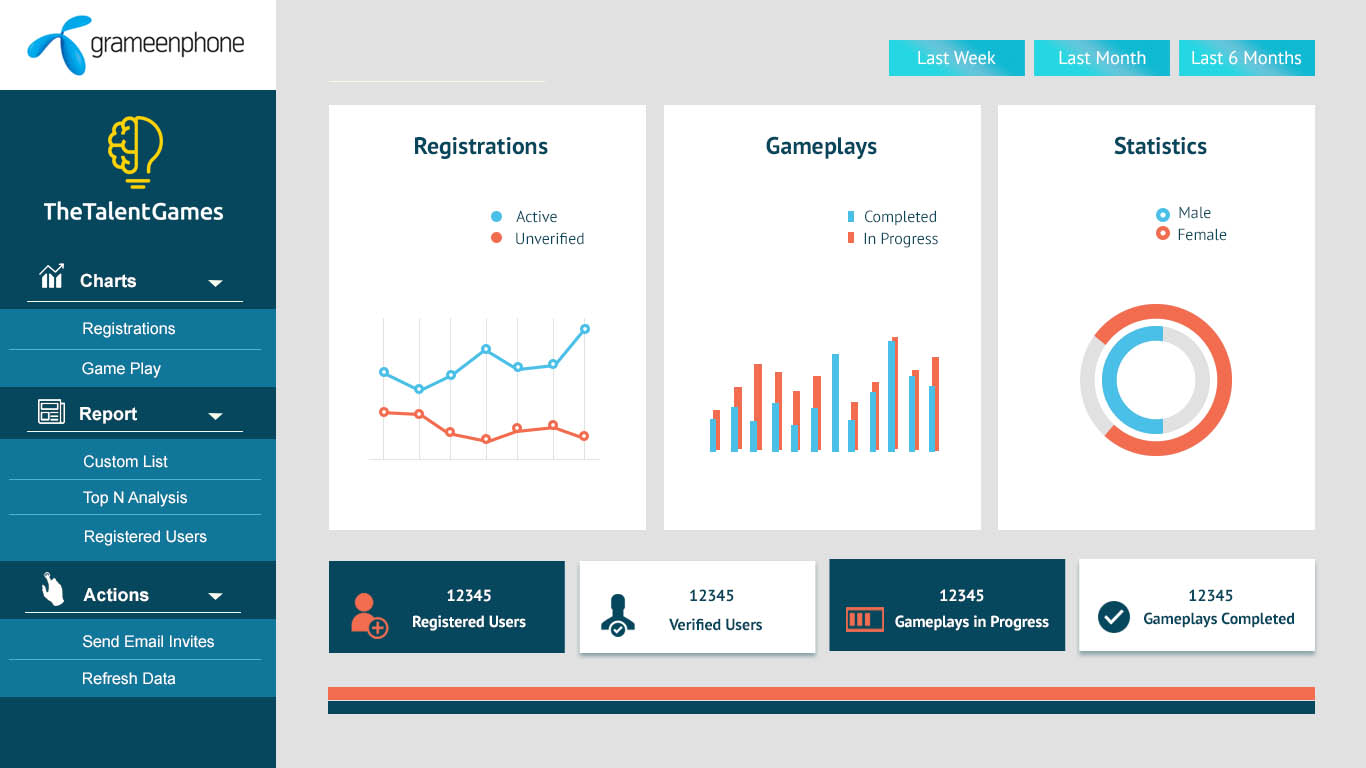 grameenphone
TheTalentGames
Charts
Registrations
Game Play
Report
Custom List
Top N Analysis
Registered Users
Actions
Send Email Invites
Refresh Data
Last Week
Last Month
Last 6 Months
Registrations
Active
Unverified
Gameplays
Completed
In Progress
Statistics
Male
Female
12345
Registered Users
12345
Verified Users
12345
Gameplays in Progress
12345
Gameplays Completed